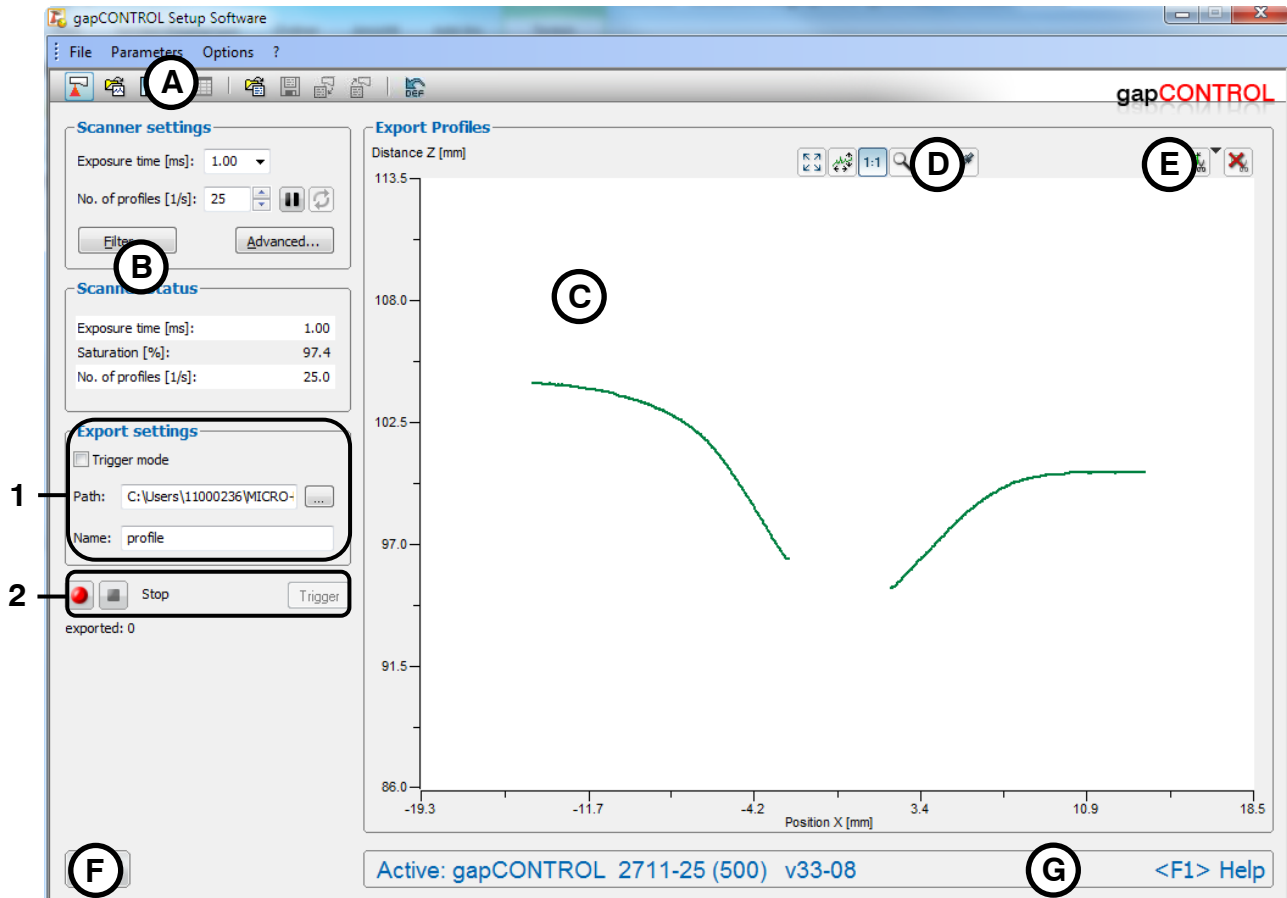 gapCONTROL Setup Software
File Parameters Options ?
A
DEF
gapCONTROL
Scanner settings
Exposure time [ms]: 1.00
No. of profiles [1/s]: 25
Filter Advanced...
B
Scanner status
Exposure time [ms]: 1.00
Saturation [%]: 97.4
No. of profiles [1/s]: 25.0
1
Export settings
Trigger mode
Path: C:\Users\11000236\MICRO- ...
Name: profile
2
Stop Trigger
exported: 0
F
Export Profiles
Distance Z [mm]
1:1
D
E
C
113.5
108.0
102.5
97.0
91.5
86.0
-19.3 -11.7 -4.2 3.4 10.9 18.5
Position X [mm]
Active: gapCONTROL 2711-25 (500) v33-08 G <F1> Help